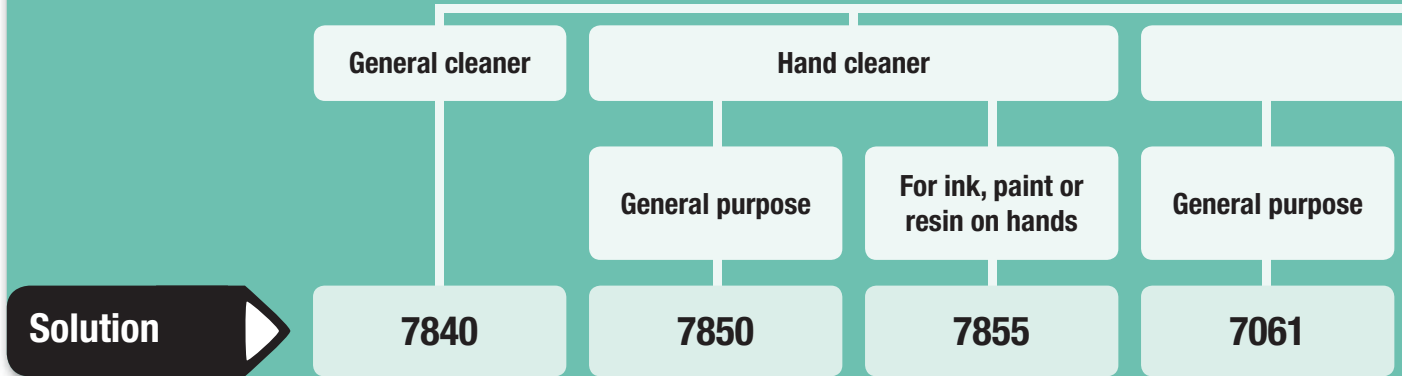 General cleaner
Hand cleaner
General purpose
For ink, paint or
resin on hands
General purpose
Solution
7840
7850
7855
7061